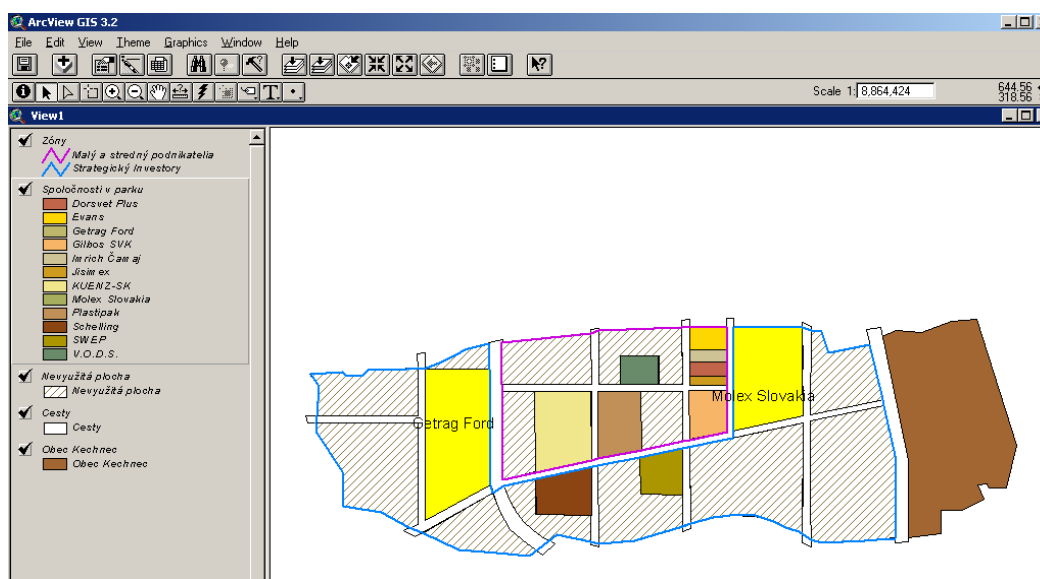 ArcView GIS 3.2
File Edit View Theme Graphics Window Help
Scale 1: 8,864,424
644.56
318.56
View1
Zóny
Malý a stredný podnikatelia
Strategický Investory
Spoločnosti v parku
Dorsvet Plus
Evans
Getrag Ford
Gilbos SVK
Imrich Čamaj
Jisimex
KUENZ-SK
Molex Slovakia
Plastipak
Schelling
SWEP
V.O.D.S.
Nevyužitá plocha
Nevyužitá plocha
Cesty
Cesty
Obec Kechnec
Obec Kechnec
Molex Slovakia
Getrag Ford